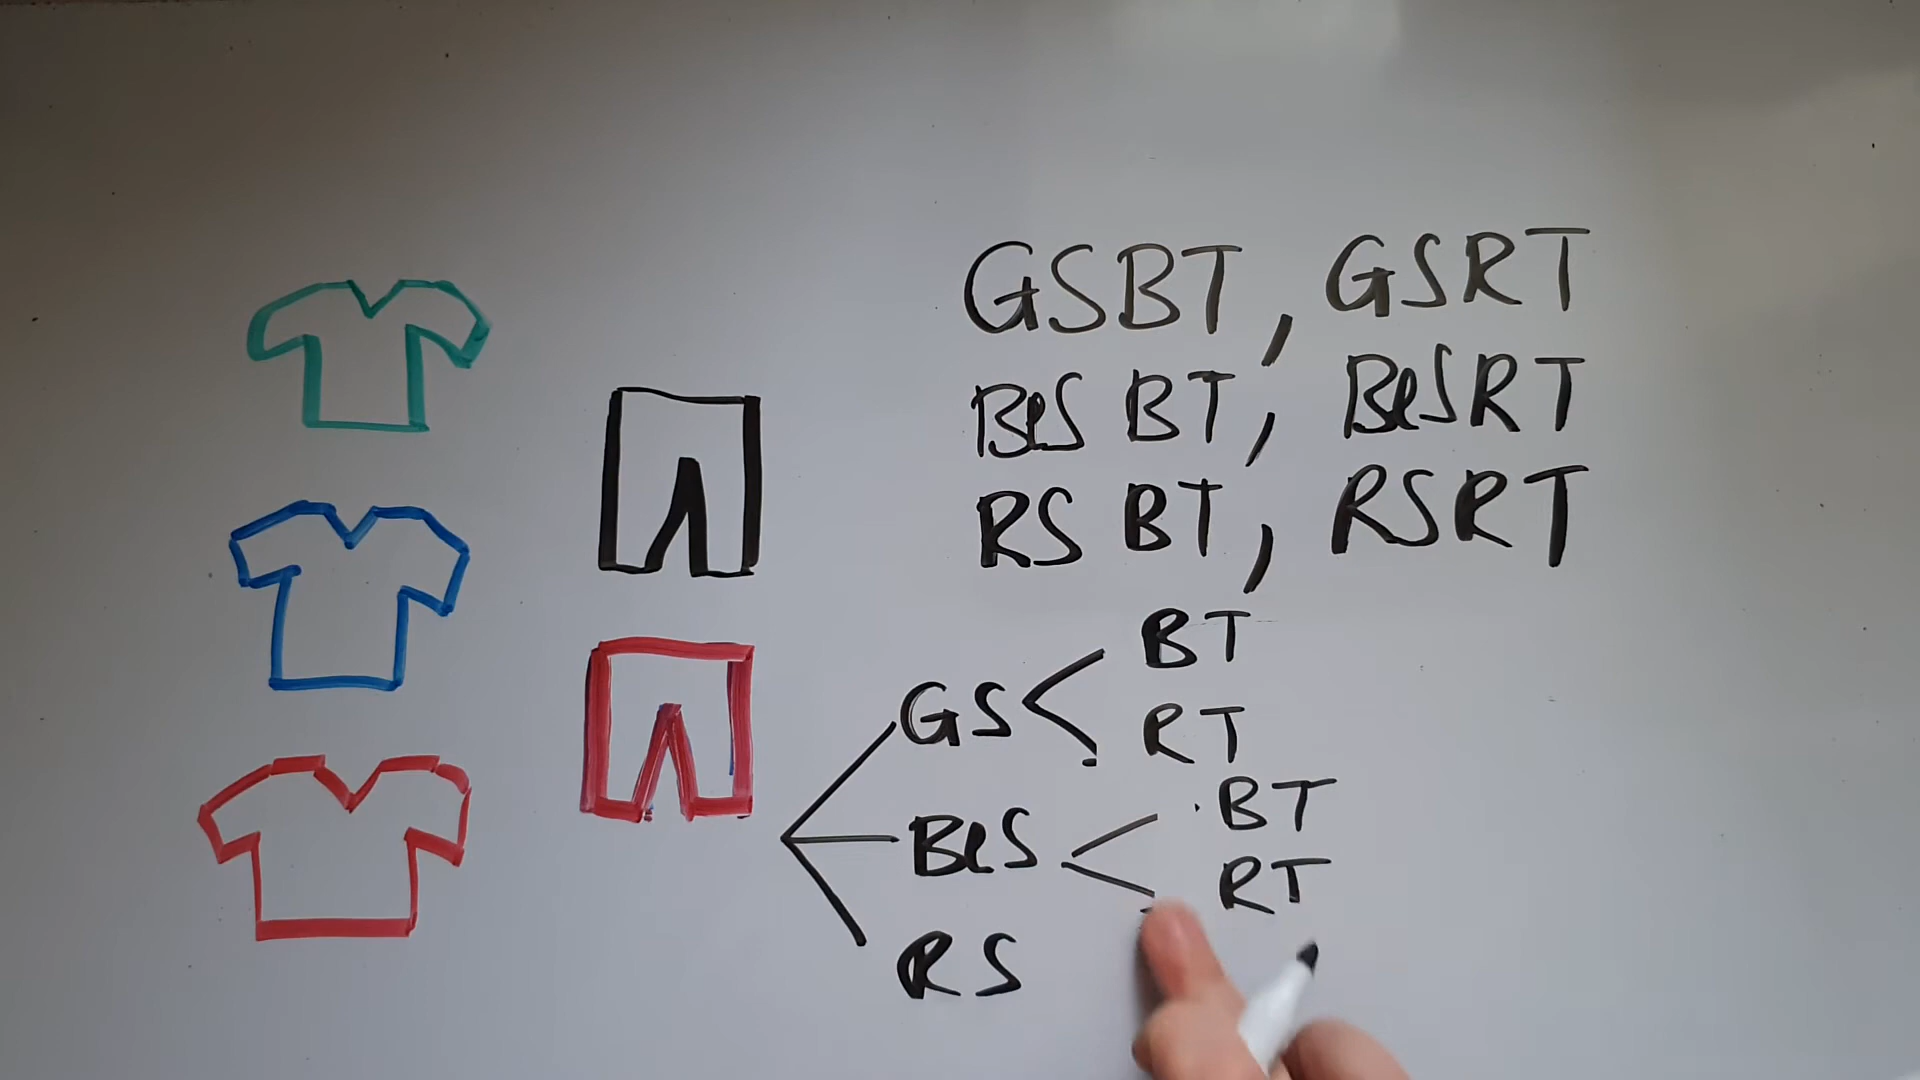 GSBT, GSRT
BlS BT, BlSRT
RS BT, RSRT
BT
GS
RT
BT
BlS
RT
RS